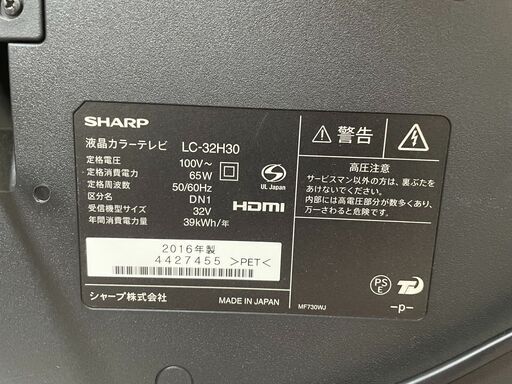 SHARP
液晶カラーテレビ LC-32H30
定格電圧 100V~
定格消費電力 65W
定格周波数 50/60Hz
区分名 DN1
受信機型サイズ 32V
年間消費電力量 39kWh/年
UL Japan
HDMI
2016年製
4427455 >PET<
シャープ株式会社 MADE IN JAPAN
警告
高圧注意
サービスマン以外の方は、裏ぶたを
あけないでください。
内部には高電圧部分が数多くあり、
万一さわると危険です。
PS
E
MF730WJ
-p-